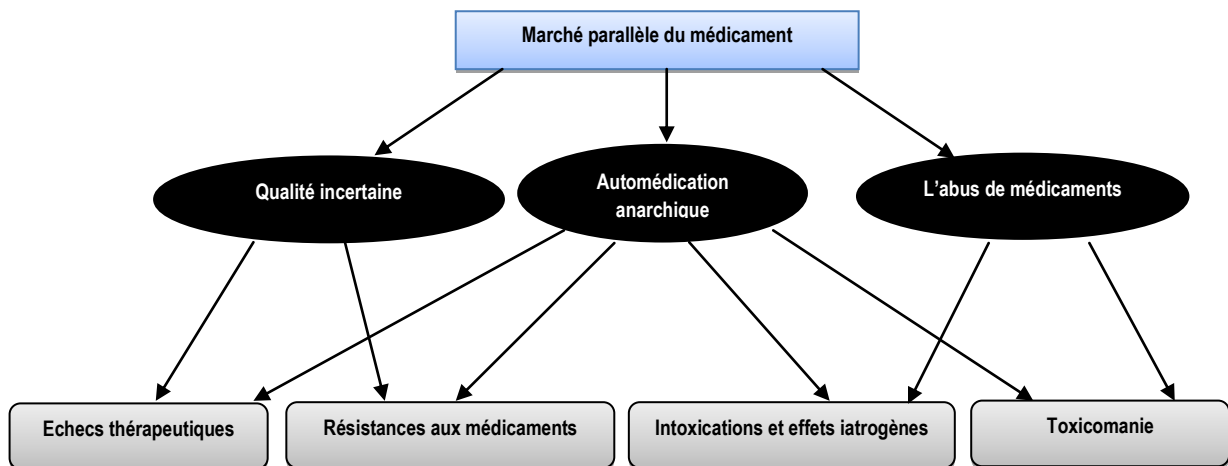 Marché parallèle du médicament
Qualité incertaine
Automédication
anarchique
L'abus de médicaments
Echecs thérapeutiques
Résistances aux médicaments
Intoxications et effets iatrogènes
Toxicomanie